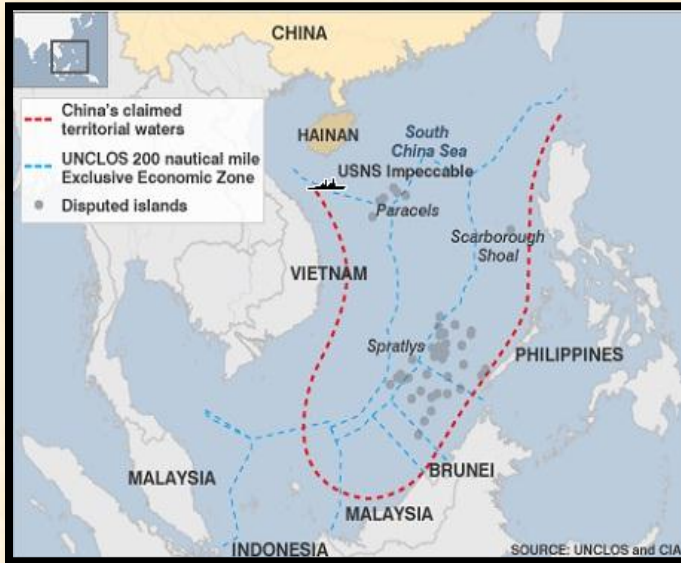 CHINA
China's claimed
territorial waters
UNCLOS 200 nautical mile
Exclusive Economic Zone
Disputed islands
HAINAN
South
China Sea
USNS Impeccable
Paracels
Scarborough
Shoal
VIETNAM
Spratlys
PHILIPPINES
MALAYSIA
BRUNEI
MALAYSIA
INDONESIA
SOURCE: UNCLOS and CIA